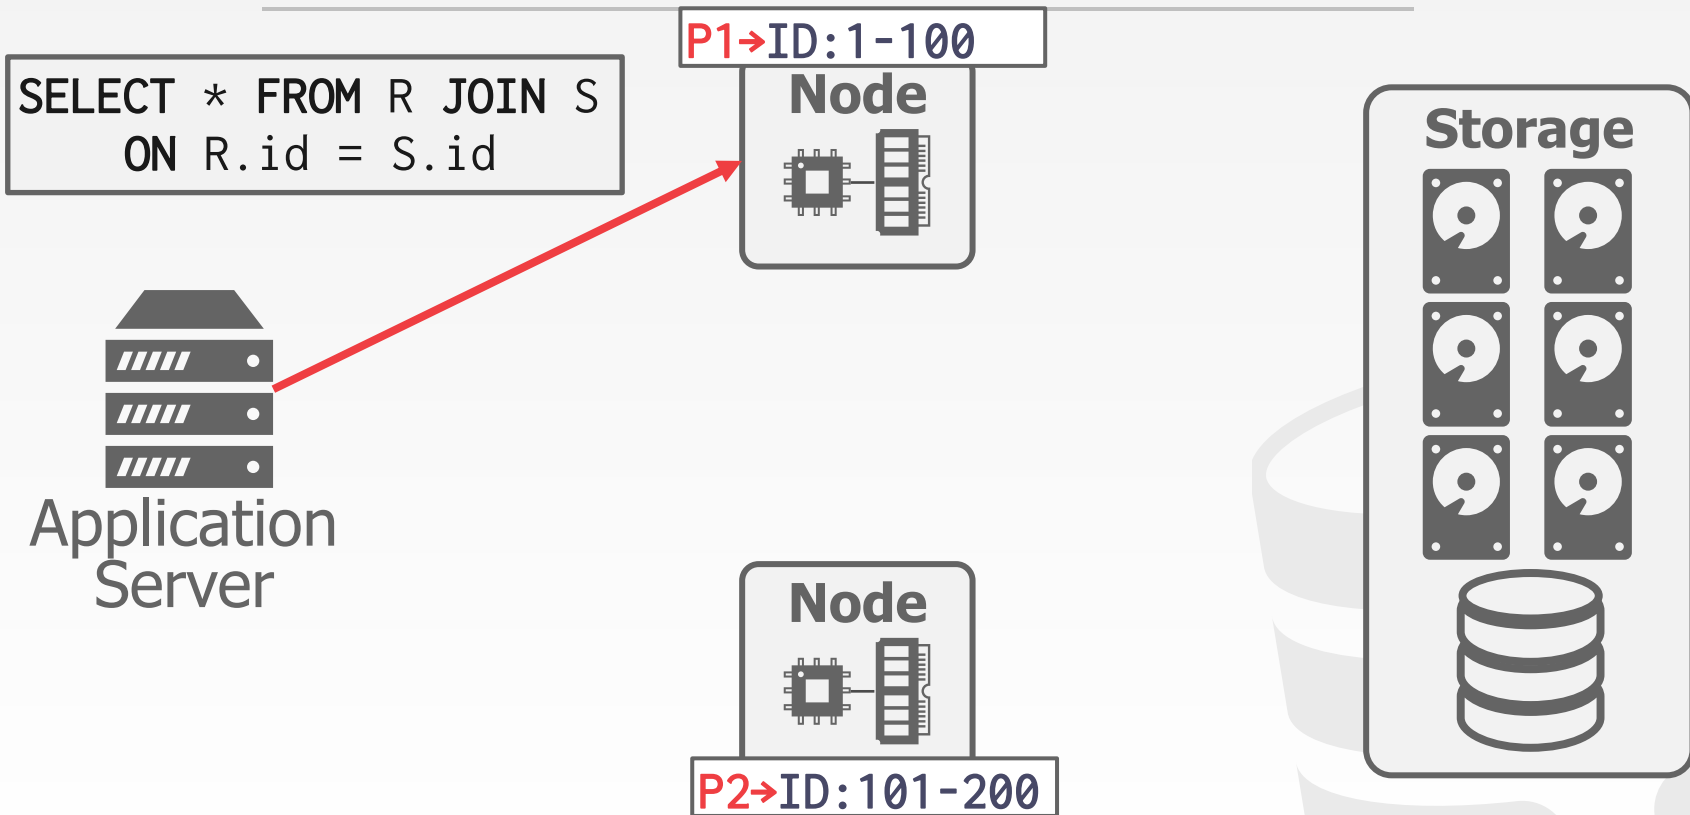 P1→ID:1-100
SELECT * FROM R JOIN S
ON R.id = S.id
Node
Storage
Application
Server
Node
P2→ID:101-200